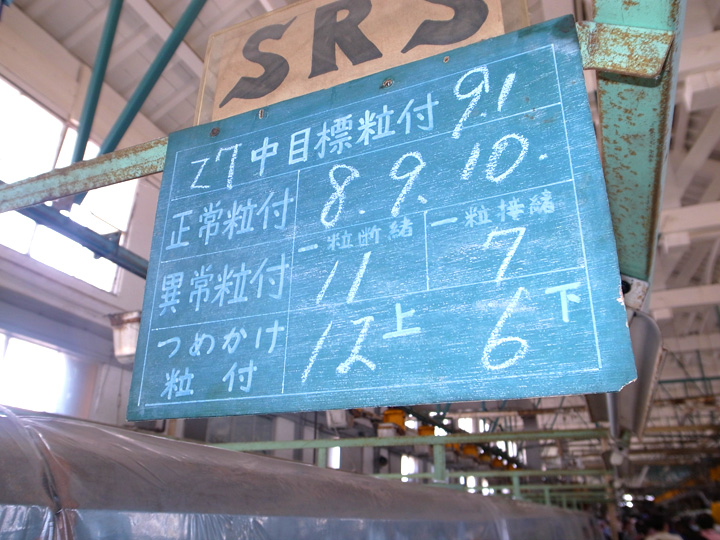 SRS
27中目標粒付 9.1
正常粒付 8. 9. 10.
一粒断緒 一粒接緒
異常粒付 11 7
つめかけ粒付 12上 6下